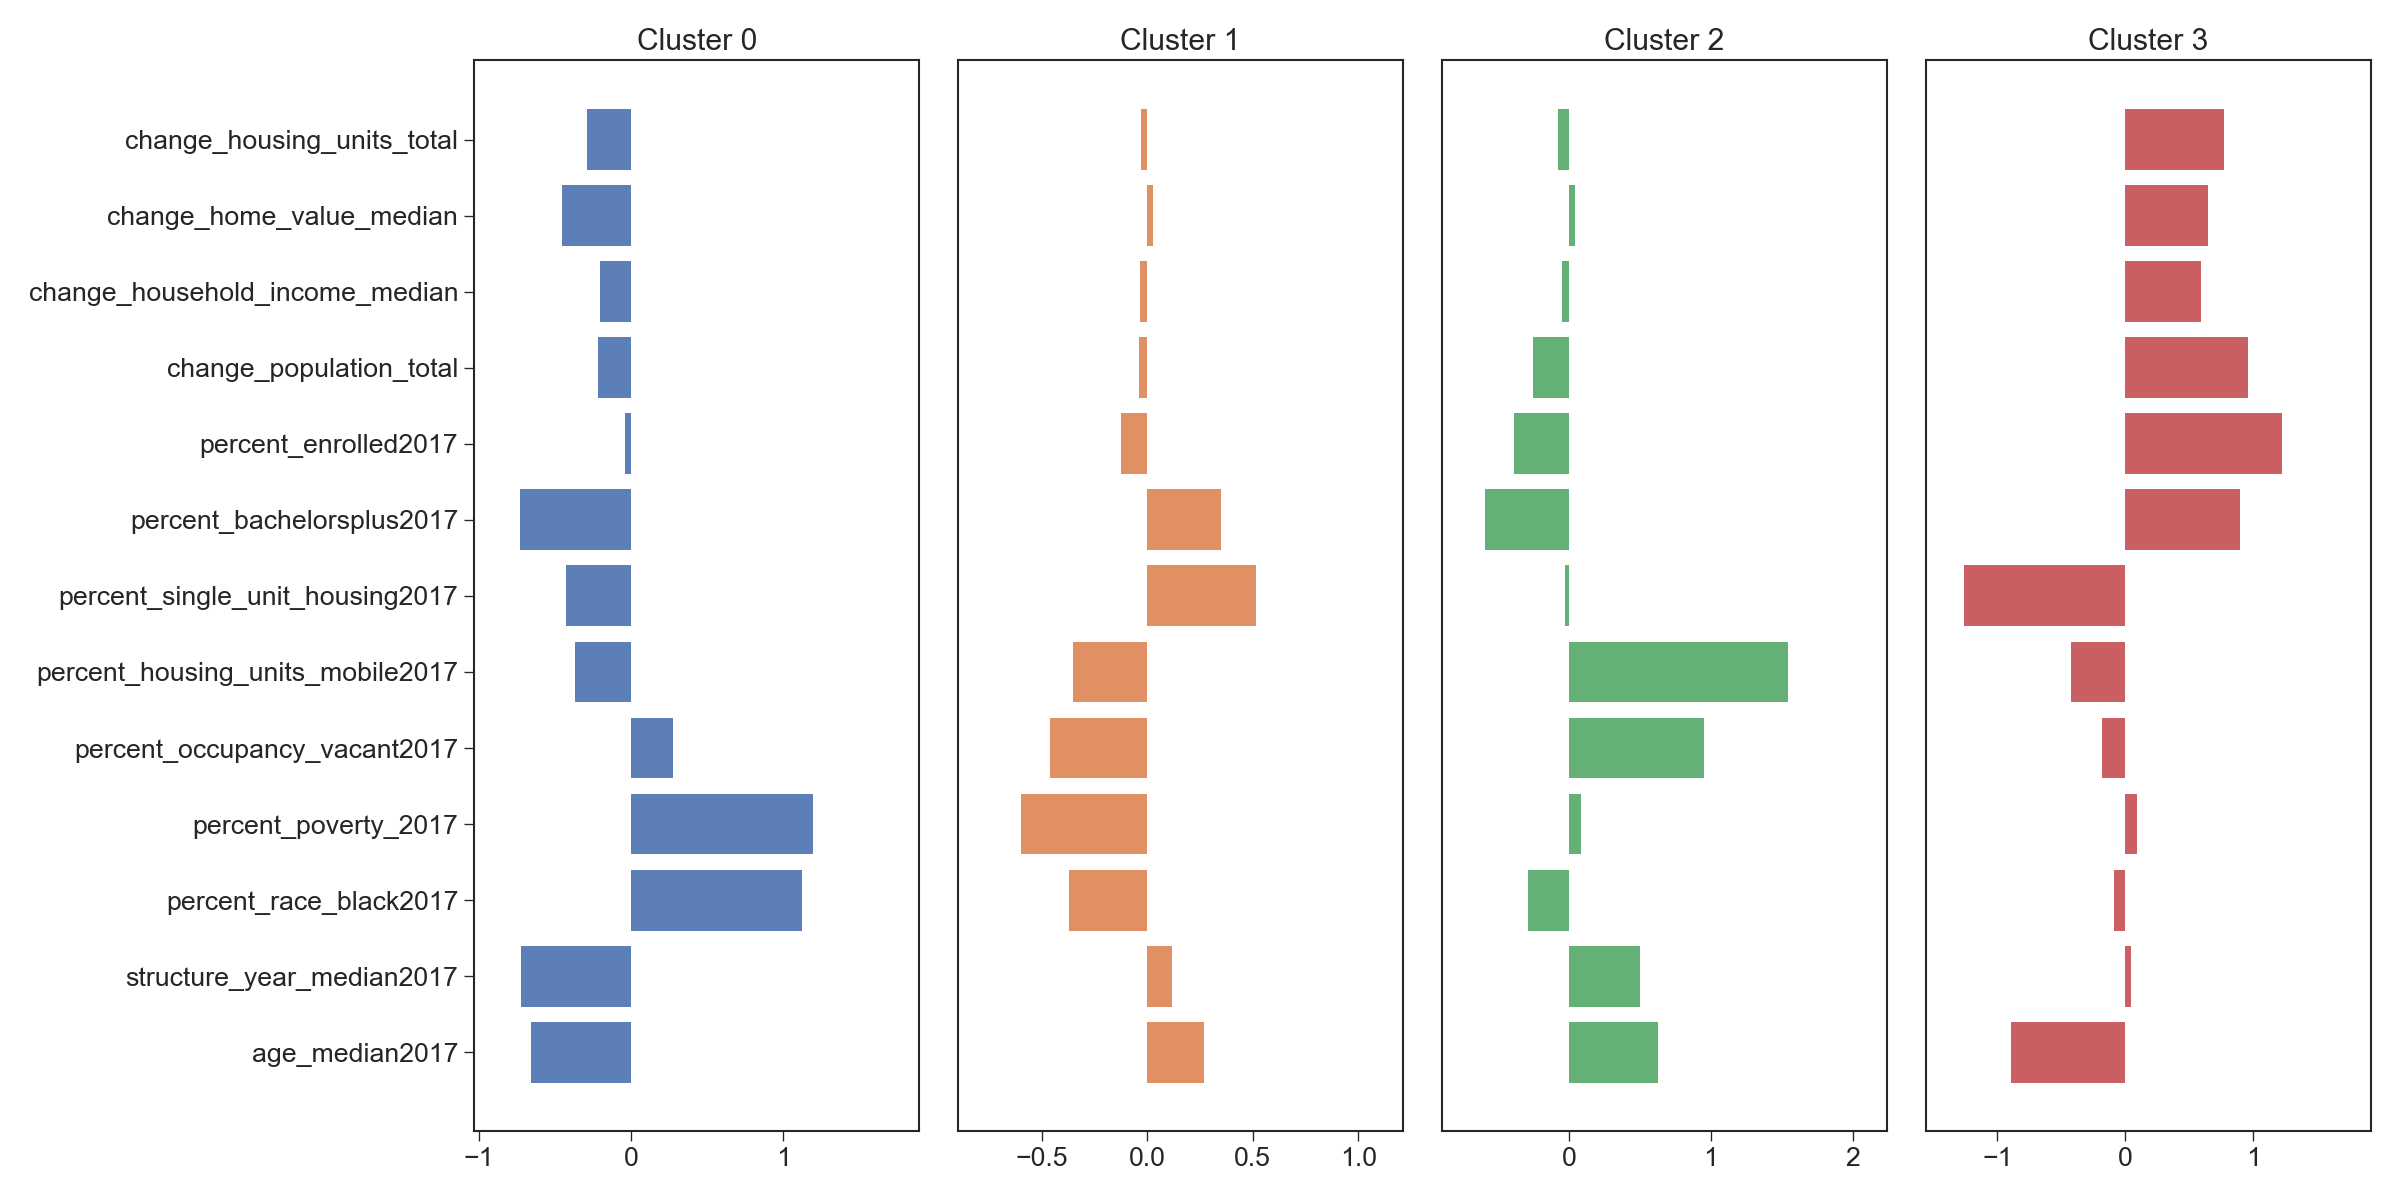 Cluster 0
Cluster 1
Cluster 2
Cluster 3
change_housing_units_total
change_home_value_median
change_household_income_median
change_population_total
percent_enrolled2017
percent_bachelorsplus2017
percent_single_unit_housing2017
percent_housing_units_mobile2017
percent_occupancy_vacant2017
percent_poverty_2017
percent_race_black2017
structure_year_median2017
age_median2017
−1 0 1
−0.5 0.0 0.5 1.0
0 1 2
−1 0 1